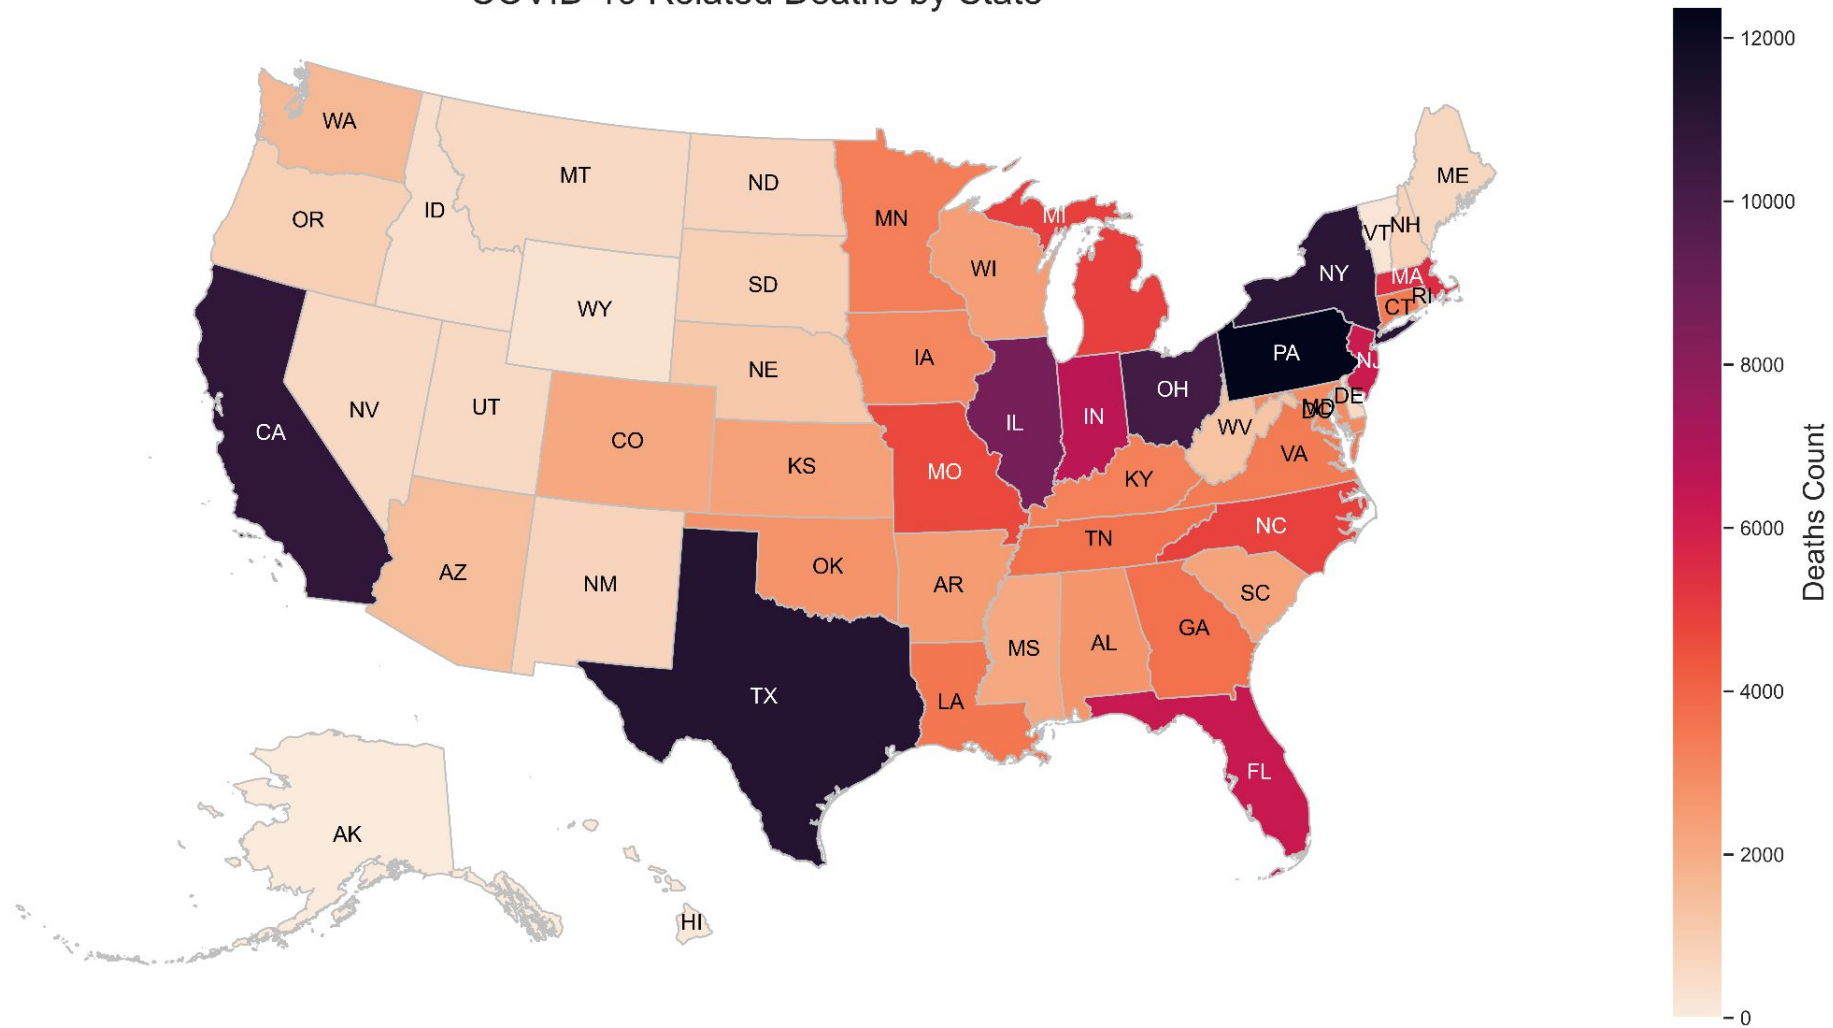 COVID-19 Related Deaths by State
12000
WA
ME
MT
ND
ID
OR
MN
MI
VT
NH
10000
WI
NY
MA
SD
RI
WY
CT
IA
PA
NJ
8000
NE
OH
DE
NV
UT
IL
IN
MD
DC
WV
CA
CO
KS
MO
KY
VA
Deaths Count
NC
6000
TN
AZ
NM
OK
AR
SC
GA
MS
AL
TX
LA
4000
FL
AK
2000
HI
0